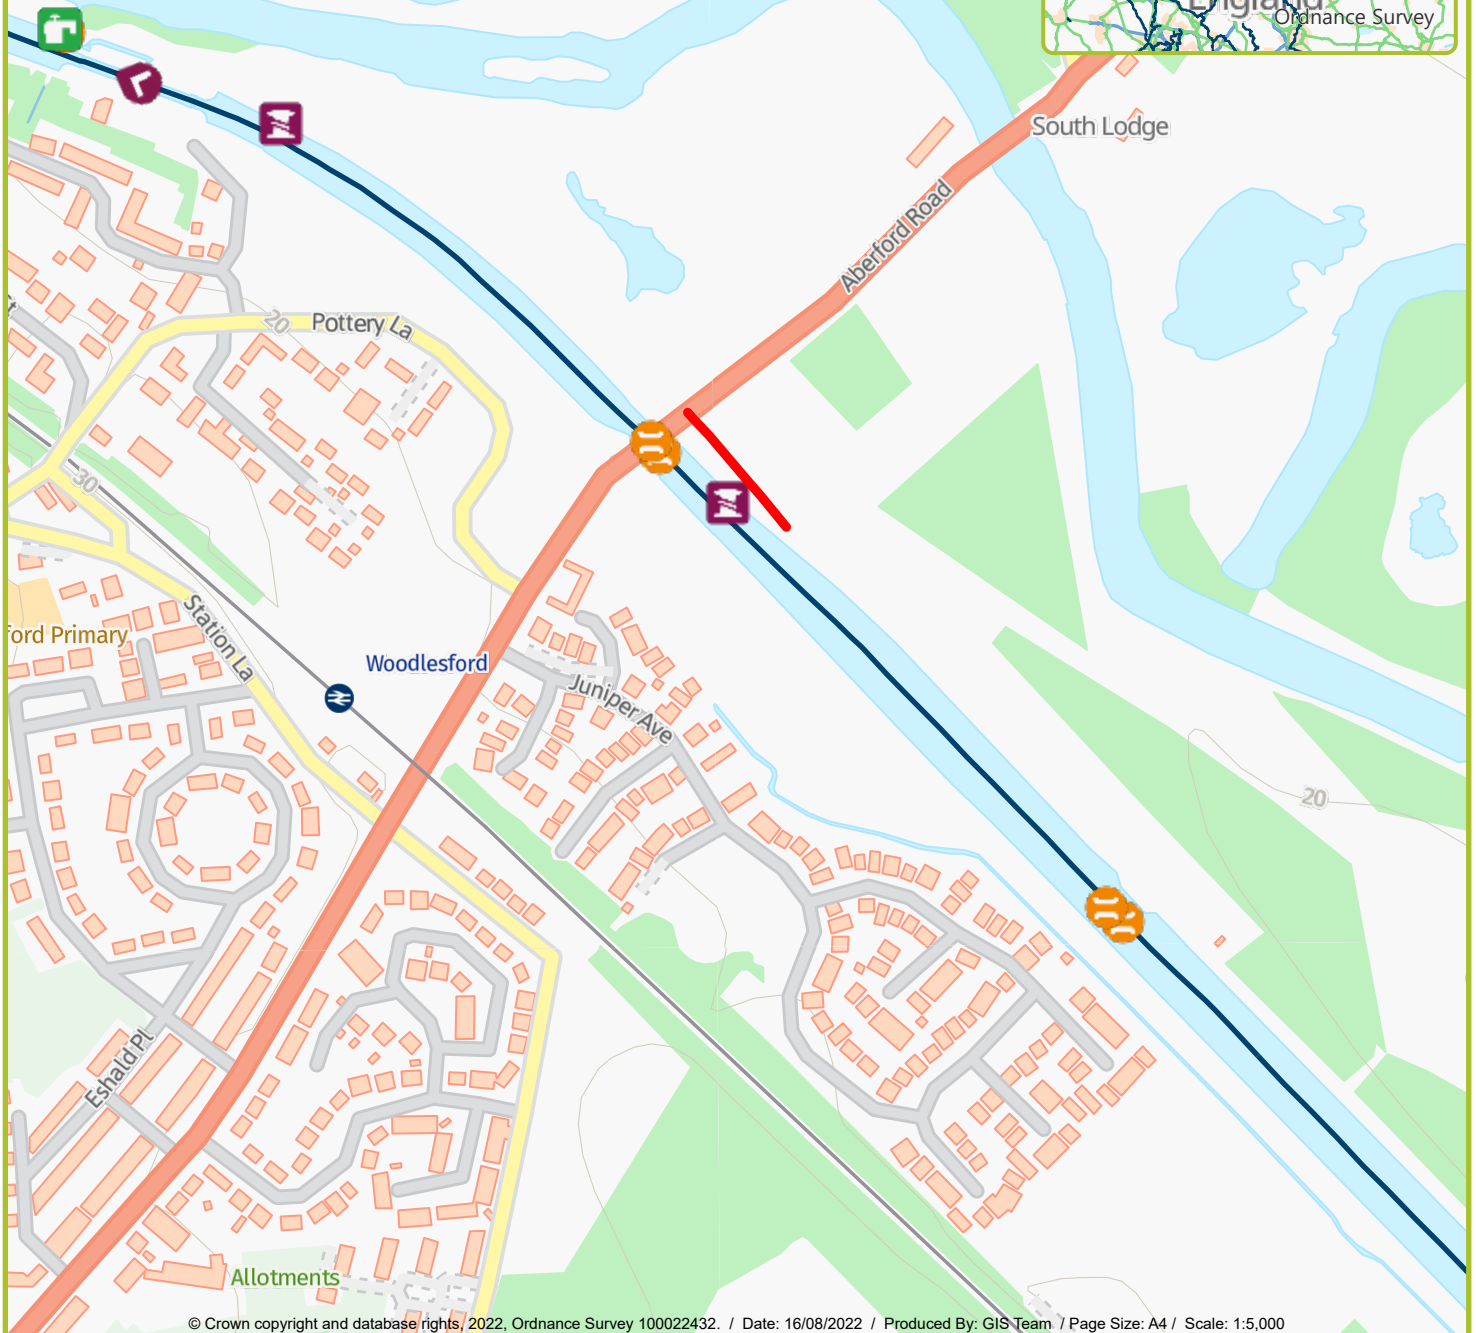 England
Ordnance Survey
South Lodge
Aberford Road
20
Pottery La
30
ford Primary
Station La
Woodlesford
Juniper Ave
20
Eshald Pl
Allotments
© Crown copyright and database rights, 2022, Ordnance Survey 100022432. / Date: 16/08/2022 / Produced By: GIS Team / Page Size: A4 / Scale: 1:5,000